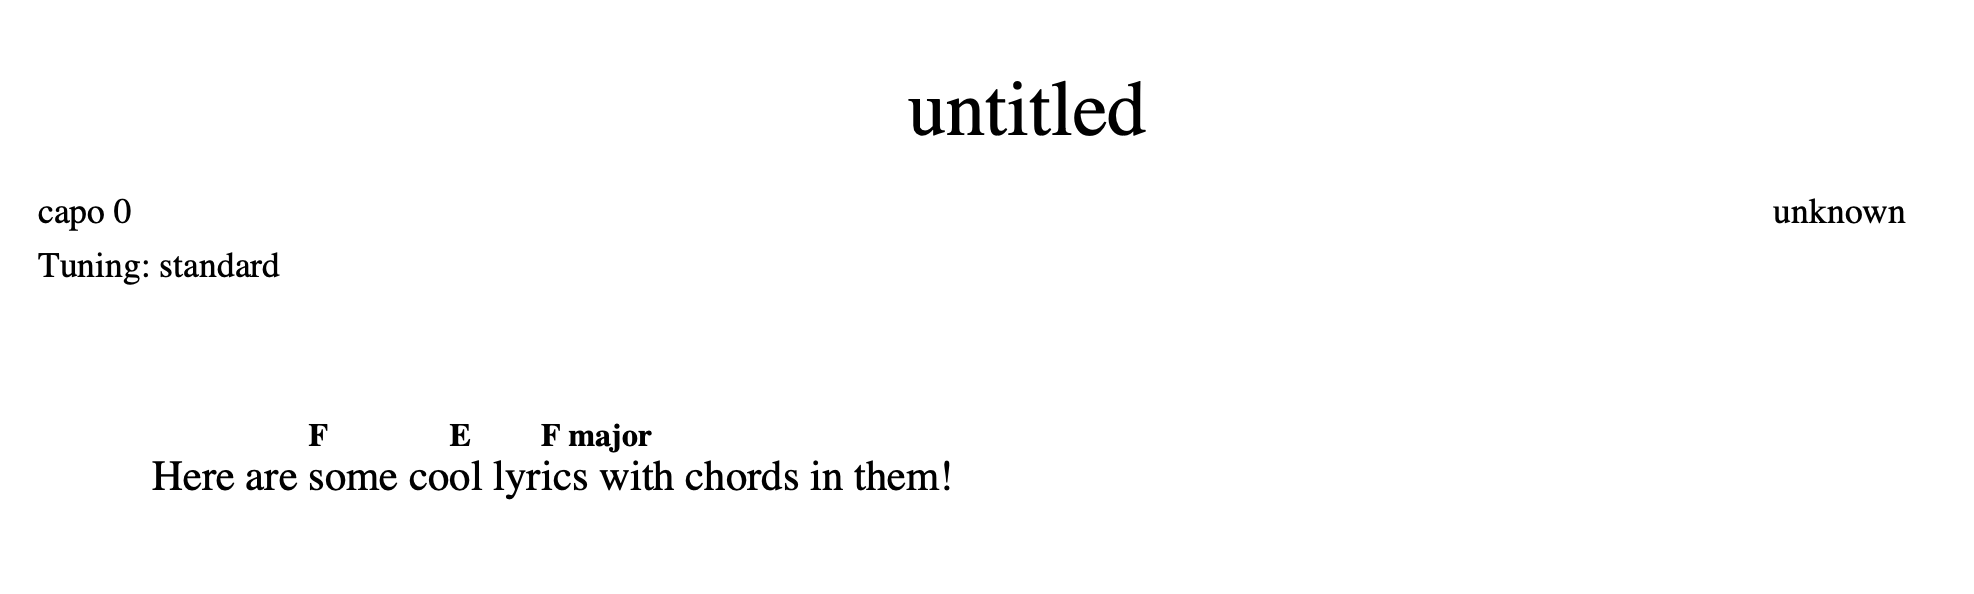 untitled
capo 0 unknown
Tuning: standard
F E F major
Here are some cool lyrics with chords in them!